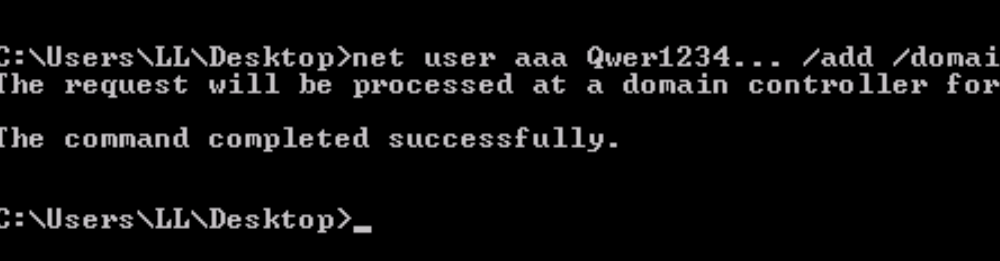 C:\Users\LL\Desktop>net user aaa Qwer1234... /add /domai
The request will be processed at a domain controller for
The command completed successfully.
C:\Users\LL\Desktop>_